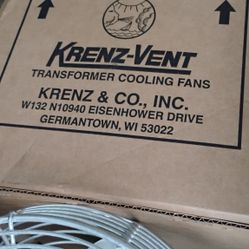 KRENZ-VENT
TRANSFORMER COOLING FANS
KRENZ & CO., INC.
W132 N10940 EISENHOWER DRIVE
GERMANTOWN, WI 53022